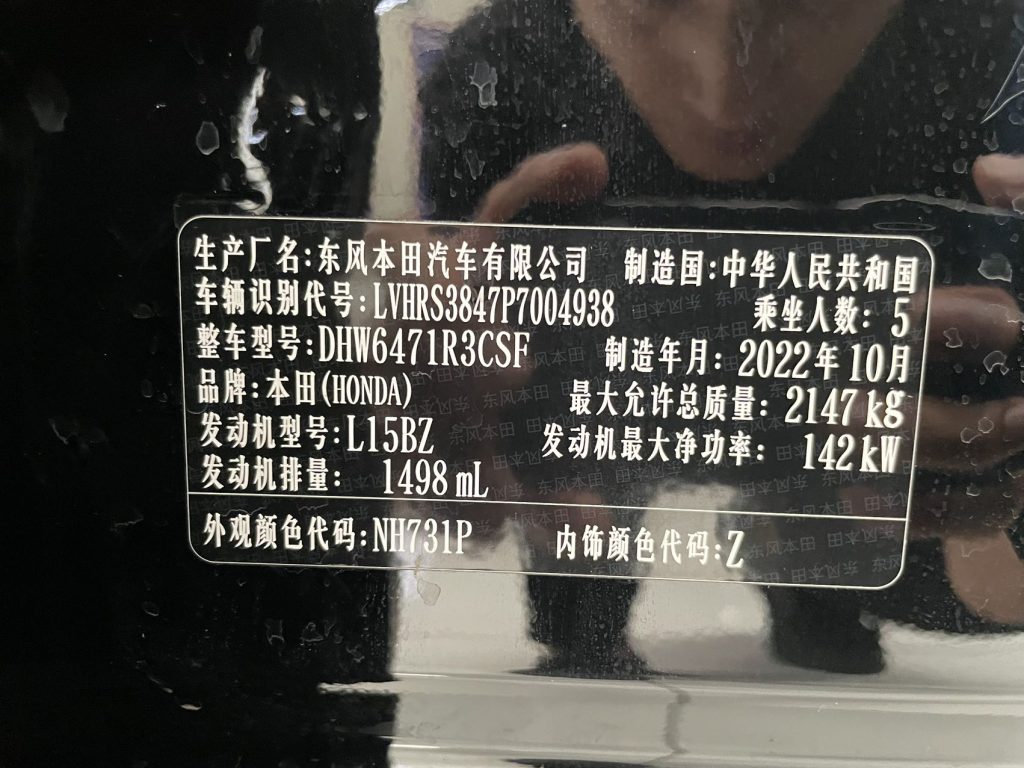 生产厂名:东风本田汽车有限公司 制造国:中华人民共和国
车辆识别代号:LVHRS3847P7004938 乘坐人数:5
整车型号:DHW6471R3CSF 制造年月:2022年10月
品牌:本田(HONDA) 最大允许总质量:2147kg
发动机型号:L15BZ 发动机最大净功率:142kW
发动机排量:1498mL
外观颜色代码:NH731P 内饰颜色代码:Z